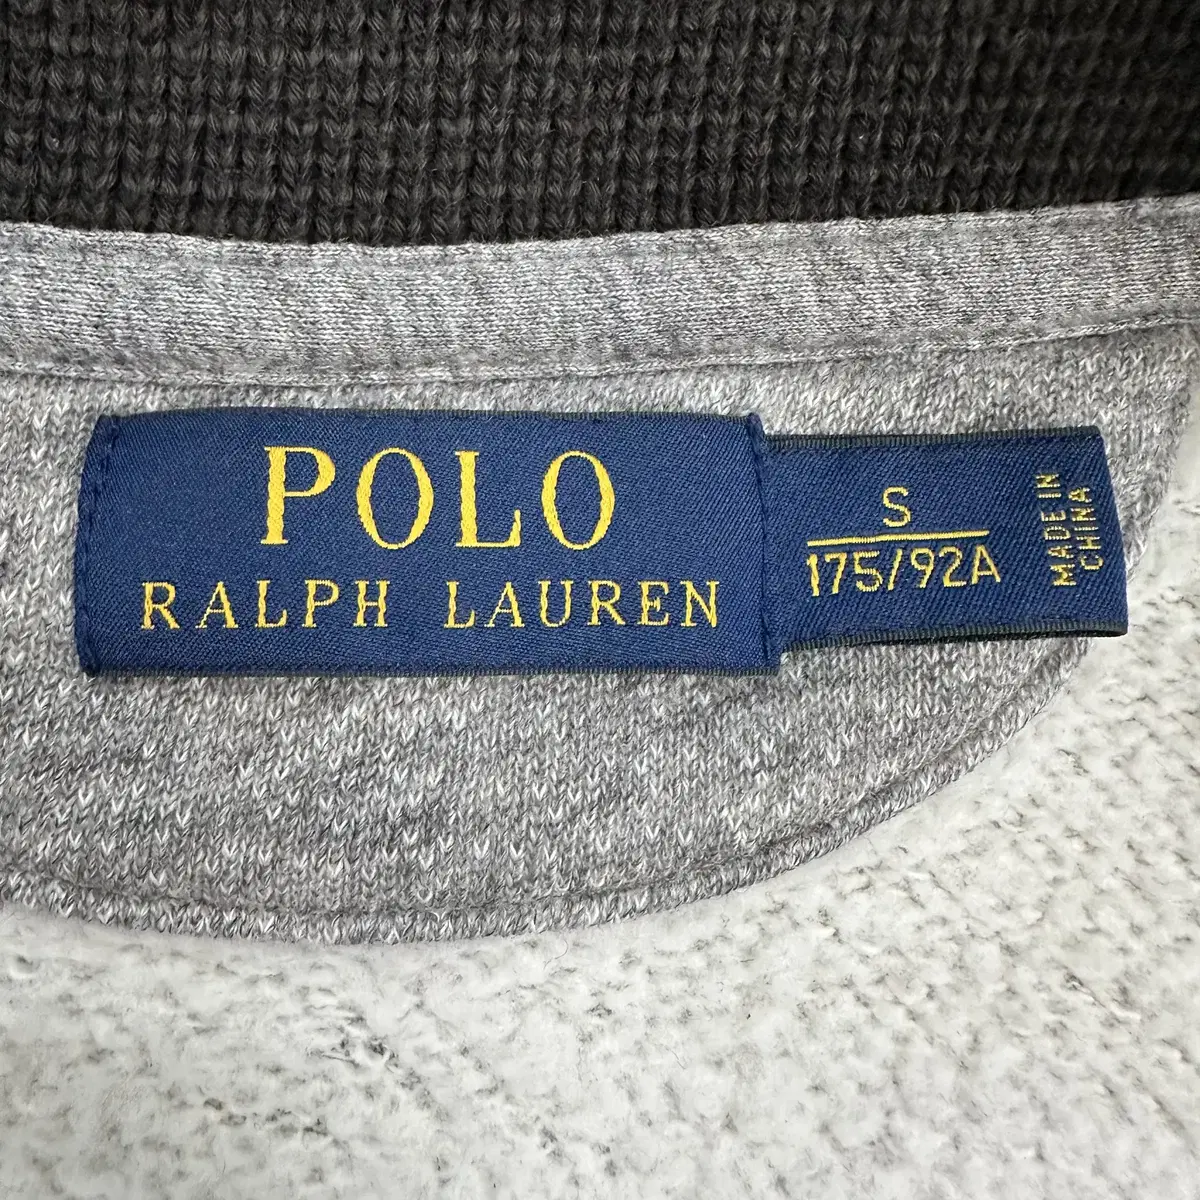 POLO
RALPH LAUREN
S
175/92A
MADE IN
CHINA